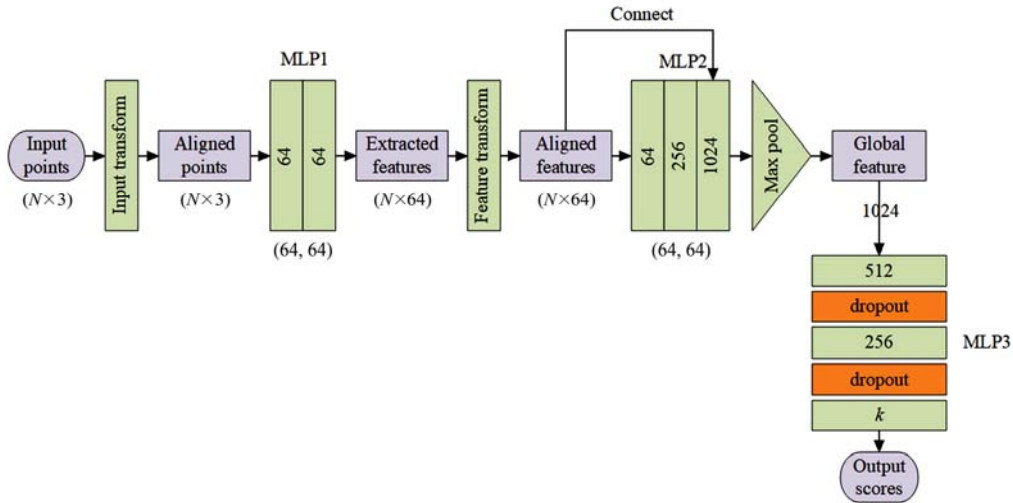 Connect
MLP1
MLP2
Input
points
(N×3)
Input transform
Aligned
points
(N×3)
64
64
(64, 64)
Extracted
features
(N×64)
Feature transform
Aligned
features
(N×64)
64
256
1024
(64, 64)
Max pool
Global
feature
1024
512
dropout
256
MLP3
dropout
k
Output
scores